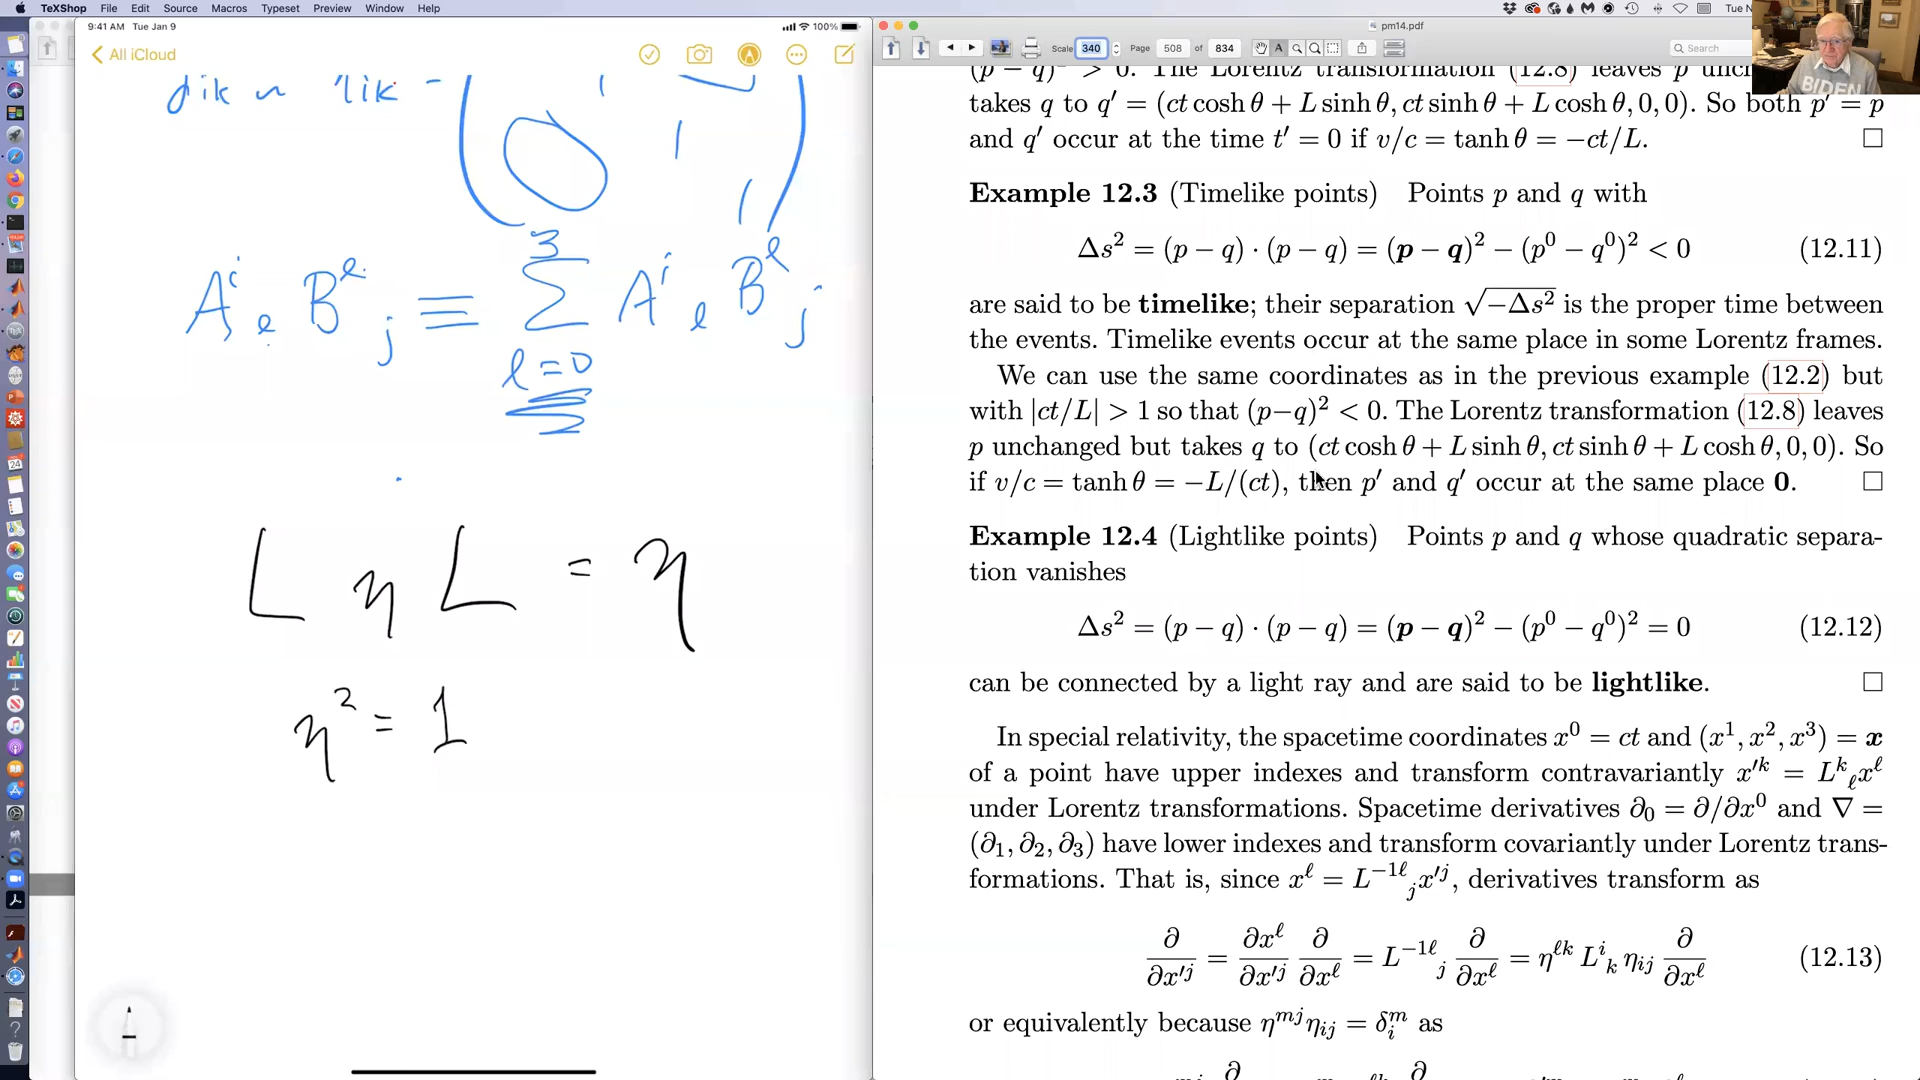 TeXShop File Edit Source Macros Typeset Preview Window Help
9:41 AM Tue Jan 9
100%
All iCloud
A^i_ℓ B^ℓ_j ≡ \sum_{ℓ=0}^{3} A^i_ℓ B^ℓ_j
L η L = η
η² = 1
pm14.pdf
Scale 340 Page 508 of 834
Search
(p − q)² > 0. The Lorentz transformation (12.8) leaves p
takes q to q′ = (ct cosh θ + L sinh θ, ct sinh θ + L cosh θ, 0, 0). So both p′ = p
and q′ occur at the time t′ = 0 if v/c = tanh θ = −ct/L. □
BIDEN
Example 12.3 (Timelike points) Points p and q with
Δs² = (p − q) · (p − q) = (p − q)² − (p⁰ − q⁰)² < 0 (12.11)
are said to be timelike; their separation √−Δs² is the proper time between
the events. Timelike events occur at the same place in some Lorentz frames.
We can use the same coordinates as in the previous example (12.2) but
with |ct/L| > 1 so that (p−q)² < 0. The Lorentz transformation (12.8) leaves
p unchanged but takes q to (ct cosh θ + L sinh θ, ct sinh θ + L cosh θ, 0, 0). So
if v/c = tanh θ = −L/(ct), then p′ and q′ occur at the same place 0. □
Example 12.4 (Lightlike points) Points p and q whose quadratic separa-
tion vanishes
Δs² = (p − q) · (p − q) = (p − q)² − (p⁰ − q⁰)² = 0 (12.12)
can be connected by a light ray and are said to be lightlike. □
In special relativity, the spacetime coordinates x⁰ = ct and (x¹, x², x³) = x
of a point have upper indexes and transform contravariantly x′^k = L^k_ℓ x^ℓ
under Lorentz transformations. Spacetime derivatives ∂₀ = ∂/∂x⁰ and ∇ =
(∂₁, ∂₂, ∂₃) have lower indexes and transform covariantly under Lorentz trans-
formations. That is, since x^ℓ = L^{−1ℓ}_j x′^j, derivatives transform as
∂/∂x′^j = ∂x^ℓ/∂x′^j ∂/∂x^ℓ = L^{−1ℓ}_j ∂/∂x^ℓ = η^{ℓk} L^i_k η_{ij} ∂/∂x^ℓ (12.13)
or equivalently because η^{mj}η_{ij} = δ^m_i as